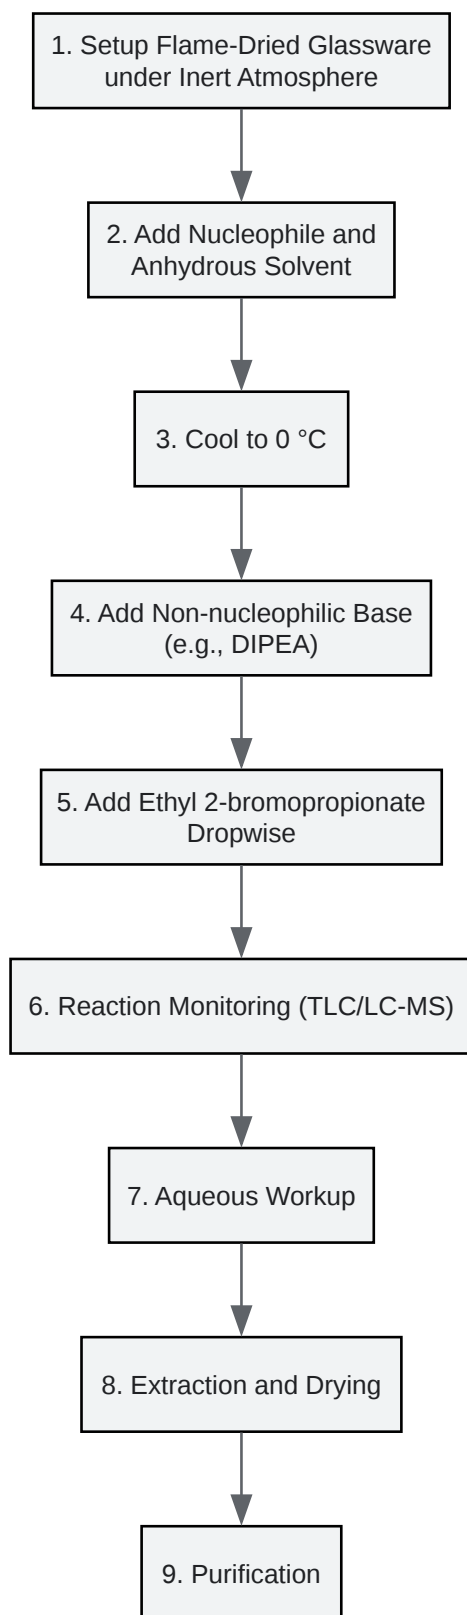 1. Setup Flame-Dried Glassware
under Inert Atmosphere
2. Add Nucleophile and
Anhydrous Solvent
3. Cool to 0 °C
4. Add Non-nucleophilic Base
(e.g., DIPEA)
5. Add Ethyl 2-bromopropionate
Dropwise
6. Reaction Monitoring (TLC/LC-MS)
7. Aqueous Workup
8. Extraction and Drying
9. Purification